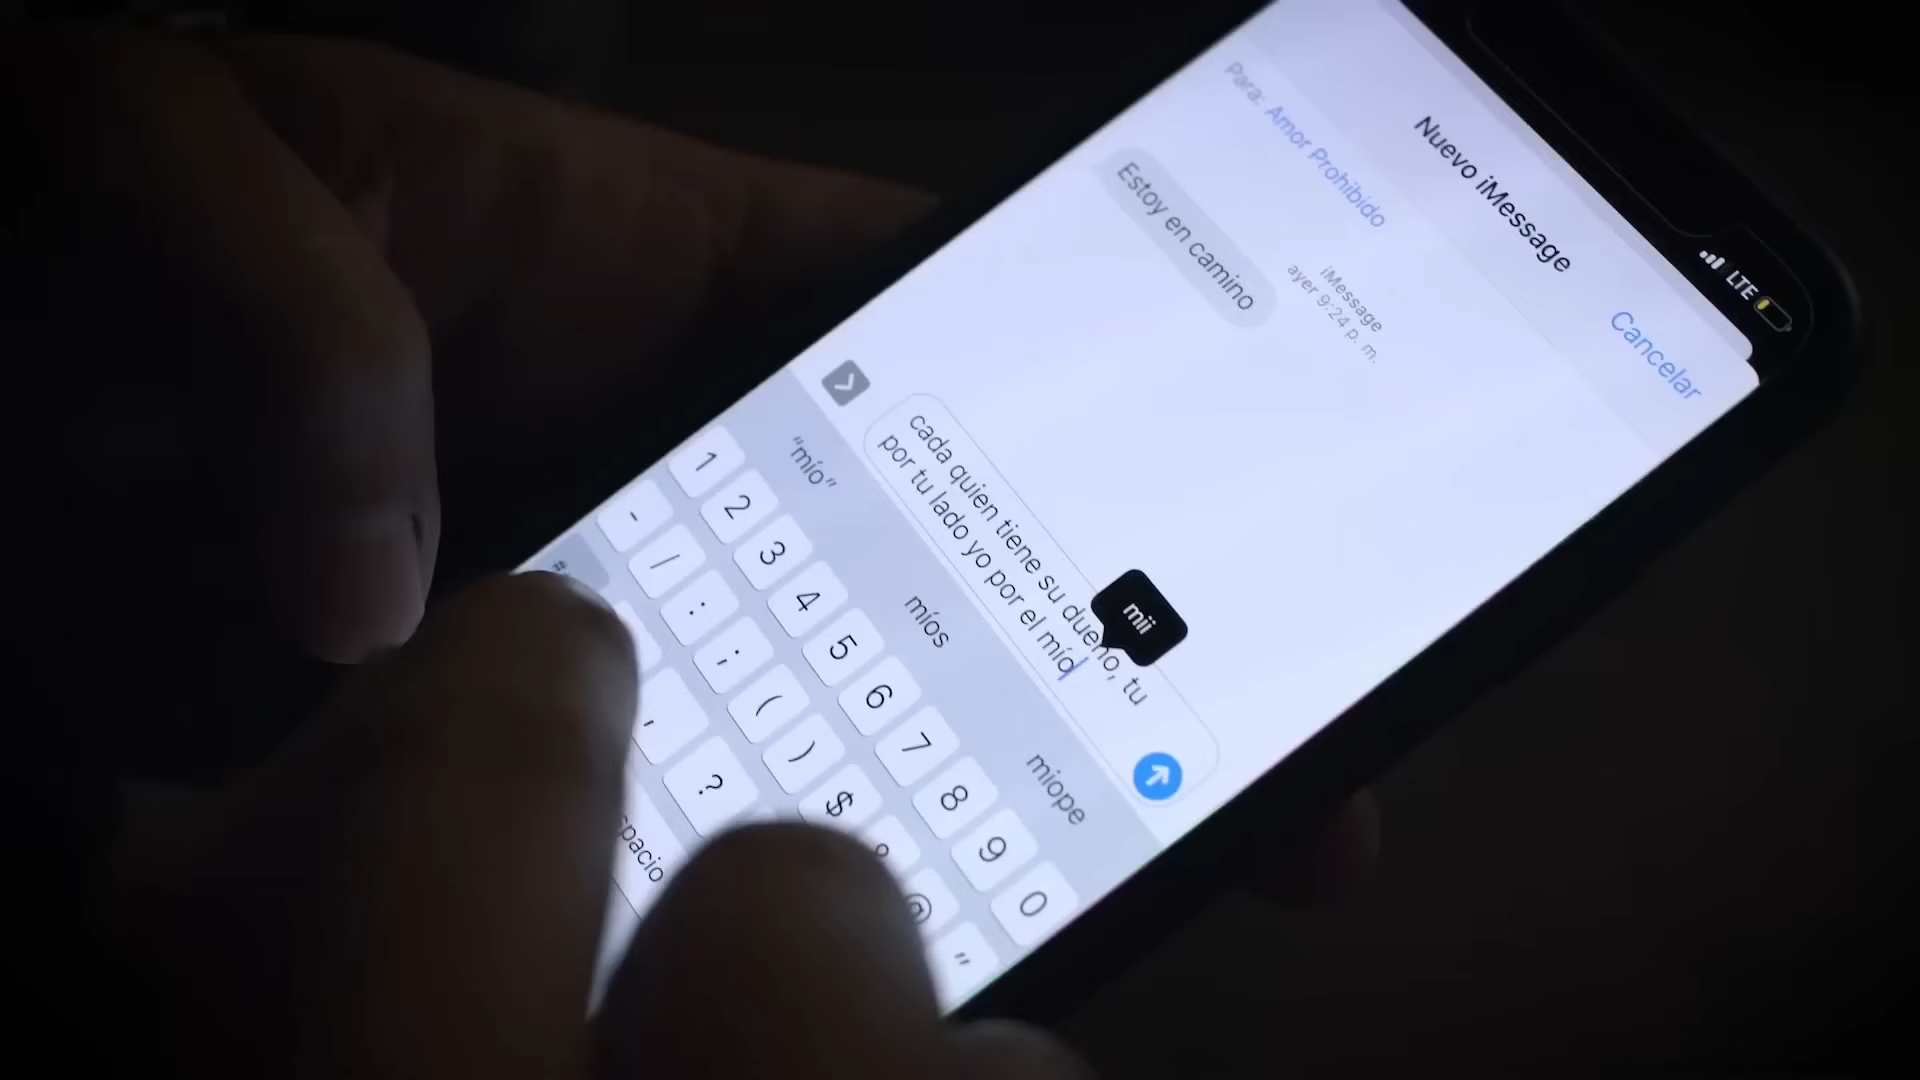 LTE
Nuevo iMessage
Cancelar
Para: Amor Prohibido
iMessage
ayer 9:24 p. m.
Estoy en camino
cada quien tiene su dueño, tu
por tu lado yo por el mío
mii
"mío"
míos
miope
1 2 3 4 5 6 7 8 9 0
- / : ; ( ) $ & @ "
, ?